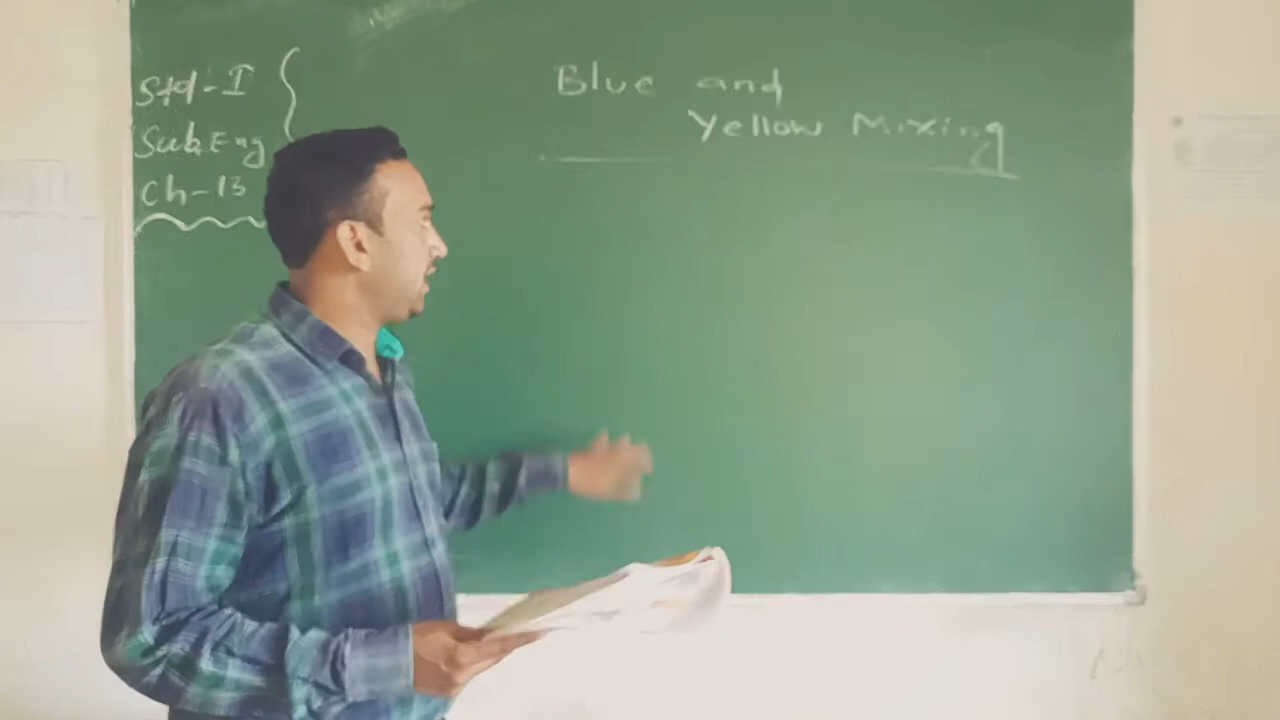 Std-I
Sub. Eng
Ch-13
Blue and
Yellow Mixing